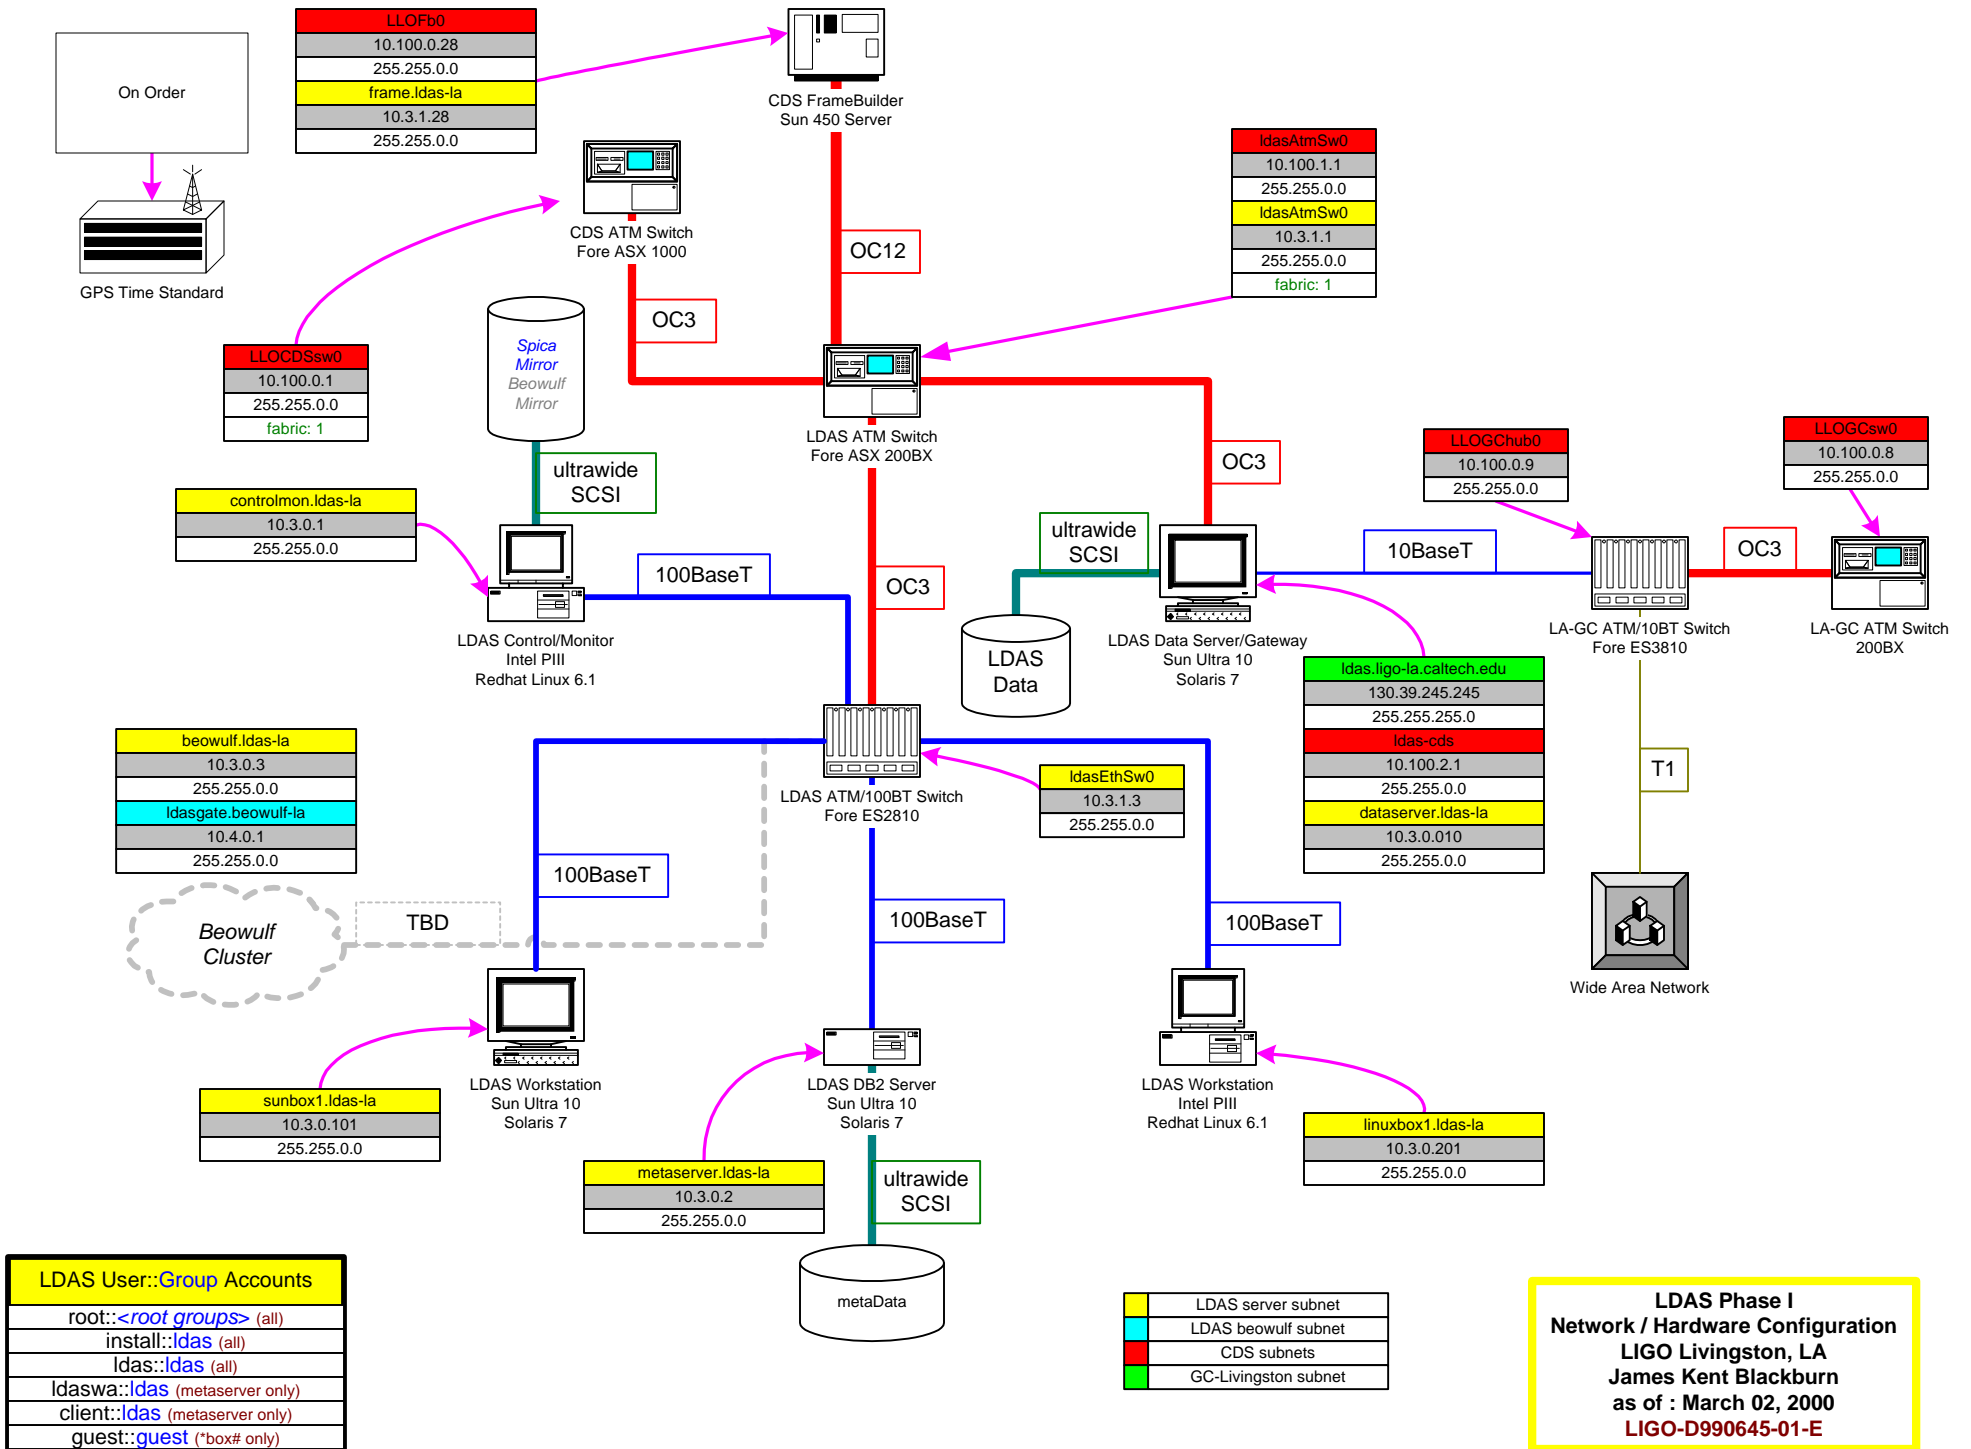 On Order
GPS Time Standard
LLOFb0
10.100.0.28
255.255.0.0
frame.ldas-la
10.3.1.28
255.255.0.0
CDS FrameBuilder
Sun 450 Server
CDS ATM Switch
Fore ASX 1000
OC12
OC3
ldasAtmSw0
10.100.1.1
255.255.0.0
ldasAtmSw0
10.3.1.1
255.255.0.0
fabric: 1
LLOCDSsw0
10.100.0.1
255.255.0.0
fabric: 1
Spica
Mirror
Beowulf
Mirror
LDAS ATM Switch
Fore ASX 200BX
ultrawide
SCSI
controlmon.ldas-la
10.3.0.1
255.255.0.0
LDAS Control/Monitor
Intel PIII
Redhat Linux 6.1
100BaseT
OC3
OC3
ultrawide
SCSI
LDAS
Data
LDAS Data Server/Gateway
Sun Ultra 10
Solaris 7
10BaseT
LLOGChub0
10.100.0.9
255.255.0.0
LLOGCsw0
10.100.0.8
255.255.0.0
OC3
LA-GC ATM/10BT Switch
Fore ES3810
LA-GC ATM Switch
200BX
ldas.ligo-la.caltech.edu
130.39.245.245
255.255.255.0
ldas-cds
10.100.2.1
255.255.0.0
dataserver.ldas-la
10.3.0.010
255.255.0.0
T1
Wide Area Network
beowulf.ldas-la
10.3.0.3
255.255.0.0
ldasgate.beowulf-la
10.4.0.1
255.255.0.0
LDAS ATM/100BT Switch
Fore ES2810
ldasEthSw0
10.3.1.3
255.255.0.0
Beowulf
Cluster
TBD
100BaseT
100BaseT
100BaseT
LDAS Workstation
Sun Ultra 10
Solaris 7
sunbox1.ldas-la
10.3.0.101
255.255.0.0
LDAS DB2 Server
Sun Ultra 10
Solaris 7
metaserver.ldas-la
10.3.0.2
255.255.0.0
ultrawide
SCSI
metaData
LDAS Workstation
Intel PIII
Redhat Linux 6.1
linuxbox1.ldas-la
10.3.0.201
255.255.0.0
LDAS User::Group Accounts
root::<root groups> (all)
install::ldas (all)
ldas::ldas (all)
ldaswa::ldas (metaserver only)
client::ldas (metaserver only)
guest::guest (*box# only)
LDAS server subnet
LDAS beowulf subnet
CDS subnets
GC-Livingston subnet
LDAS Phase I
Network / Hardware Configuration
LIGO Livingston, LA
James Kent Blackburn
as of : March 02, 2000
LIGO-D990645-01-E